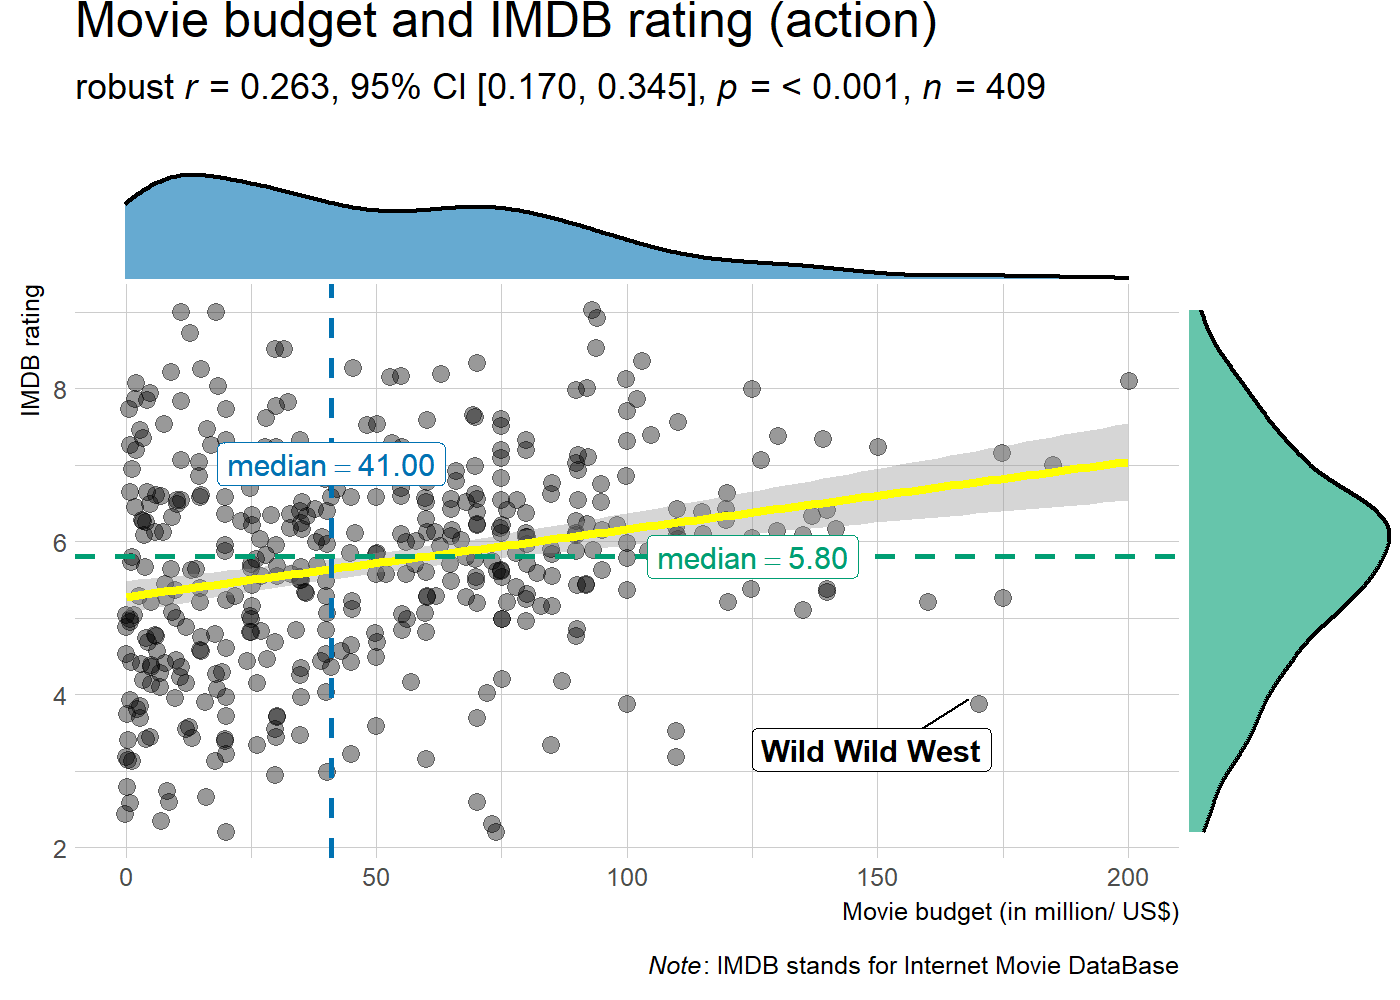 Movie budget and IMDB rating (action)
robust r = 0.263, 95% CI [0.170, 0.345], p = < 0.001, n = 409
IMDB rating
8
6
4
2
median = 41.00
median = 5.80
Wild Wild West
0 50 100 150 200
Movie budget (in million/ US$)
Note: IMDB stands for Internet Movie DataBase